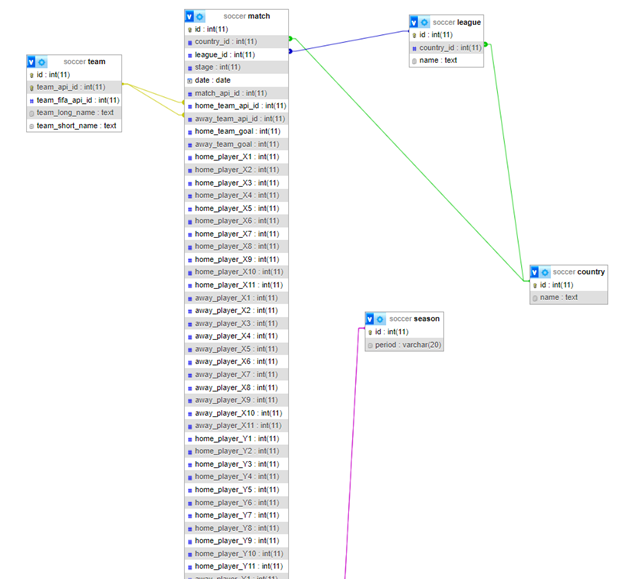 soccer team
id : int(11)
team_api_id : int(11)
team_fifa_api_id : int(11)
team_long_name : text
team_short_name : text
soccer match
id : int(11)
country_id : int(11)
league_id : int(11)
stage : int(11)
date : date
match_api_id : int(11)
home_team_api_id : int(11)
away_team_api_id : int(11)
home_team_goal : int(11)
away_team_goal : int(11)
home_player_X1 : int(11)
home_player_X2 : int(11)
home_player_X3 : int(11)
home_player_X4 : int(11)
home_player_X5 : int(11)
home_player_X6 : int(11)
home_player_X7 : int(11)
home_player_X8 : int(11)
home_player_X9 : int(11)
home_player_X10 : int(11)
home_player_X11 : int(11)
away_player_X1 : int(11)
away_player_X2 : int(11)
away_player_X3 : int(11)
away_player_X4 : int(11)
away_player_X5 : int(11)
away_player_X6 : int(11)
away_player_X7 : int(11)
away_player_X8 : int(11)
away_player_X9 : int(11)
away_player_X10 : int(11)
away_player_X11 : int(11)
home_player_Y1 : int(11)
home_player_Y2 : int(11)
home_player_Y3 : int(11)
home_player_Y4 : int(11)
home_player_Y5 : int(11)
home_player_Y6 : int(11)
home_player_Y7 : int(11)
home_player_Y8 : int(11)
home_player_Y9 : int(11)
home_player_Y10 : int(11)
home_player_Y11 : int(11)
away_player_Y1 : int(11)
soccer league
id : int(11)
country_id : int(11)
name : text
soccer country
id : int(11)
name : text
soccer season
id : int(11)
period : varchar(20)